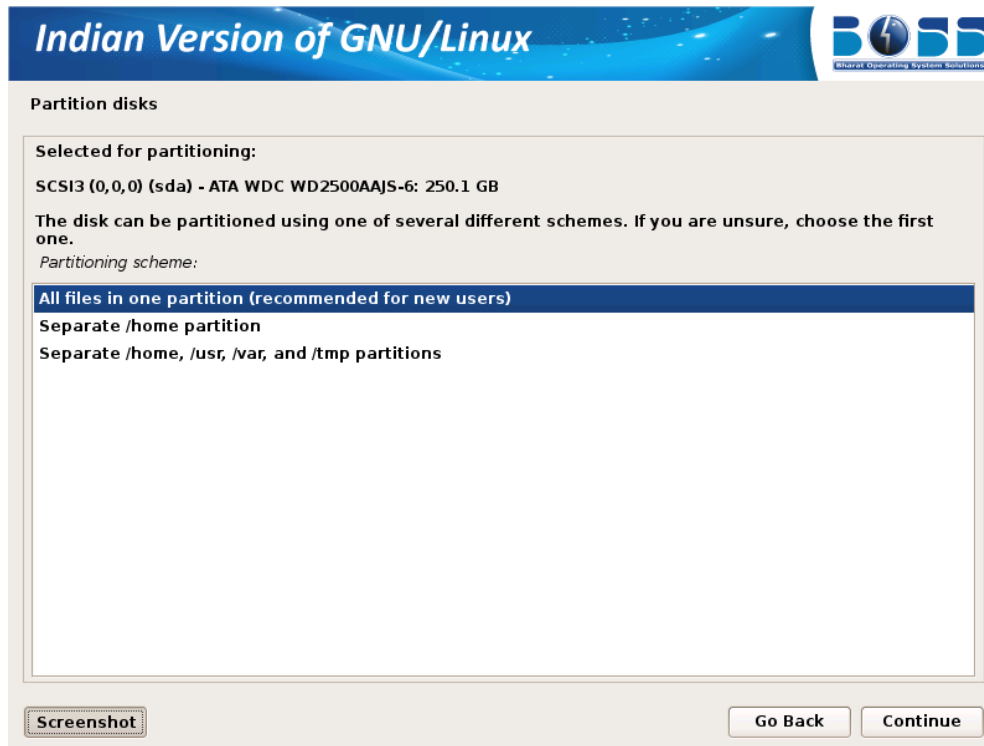 Indian Version of GNU/Linux
BOSS
Bharat Operating System Solutions
Partition disks
Selected for partitioning:
SCSI3 (0,0,0) (sda) - ATA WDC WD2500AAJS-6: 250.1 GB
The disk can be partitioned using one of several different schemes. If you are unsure, choose the first
one.
Partitioning scheme:
All files in one partition (recommended for new users)
Separate /home partition
Separate /home, /usr, /var, and /tmp partitions
Screenshot
Go Back
Continue